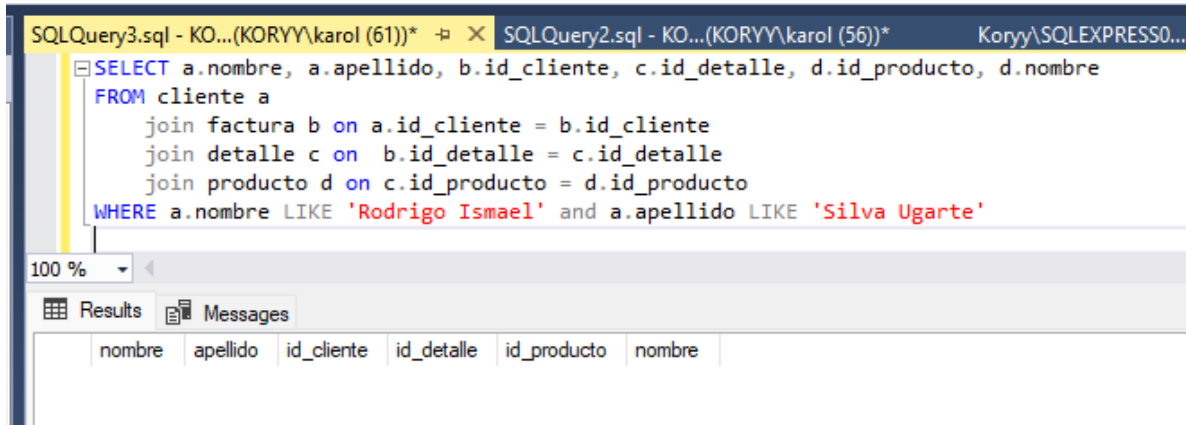 SQLQuery3.sql - KO...(KORYY\karol (61))* SQLQuery2.sql - KO...(KORYY\karol (56))* Koryy\SQLEXPRESS0...
SELECT a.nombre, a.apellido, b.id_cliente, c.id_detalle, d.id_producto, d.nombre
FROM cliente a
join factura b on a.id_cliente = b.id_cliente
join detalle c on b.id_detalle = c.id_detalle
join producto d on c.id_producto = d.id_producto
WHERE a.nombre LIKE 'Rodrigo Ismael' and a.apellido LIKE 'Silva Ugarte'
100 %
Results Messages
nombre apellido id_cliente id_detalle id_producto nombre